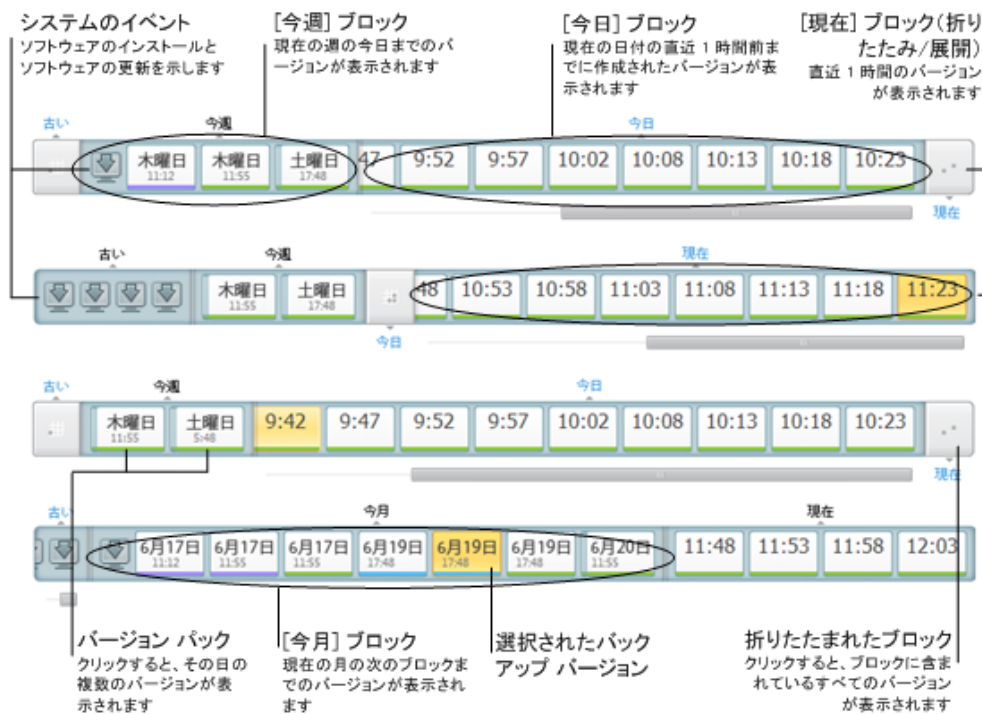 システムのイベント
ソフトウェアのインストールと
ソフトウェアの更新を示します
[今週] ブロック
現在の週の今日までのバ
ージョンが表示されます
[今日] ブロック
現在の日付の直近 1 時間前ま
でに作成されたバージョンが表
示されます
[現在] ブロック(折り
たたみ/展開)
直近 1 時間のバージョン
が表示されます
古い 今週 今日
木曜日 木曜日 土曜日 47 9:52 9:57 10:02 10:08 10:13 10:18 10:23
11:12 11:55 17:48
現在
古い 今週 現在
木曜日 土曜日 48 10:53 10:58 11:03 11:08 11:13 11:18 11:23
11:55 17:48
今日
古い 今週 今日
木曜日 土曜日 9:42 9:47 9:52 9:57 10:02 10:08 10:13 10:18 10:23
11:55 5:48
現在
古い 今月 現在
6月17日 6月17日 6月17日 6月19日 6月19日 6月19日 6月20日 11:48 11:53 11:58 12:03
11:12 11:55 11:55 17:48 17:48 17:48 11:55
バージョン パック
クリックすると、その日の
複数のバージョンが表
示されます
[今月] ブロック
現在の月の次のブロックま
でのバージョンが表示されま
す
選択されたバック
アップ バージョン
折りたたまれたブロック
クリックすると、ブロックに含ま
れているすべてのバージョン
が表示されます